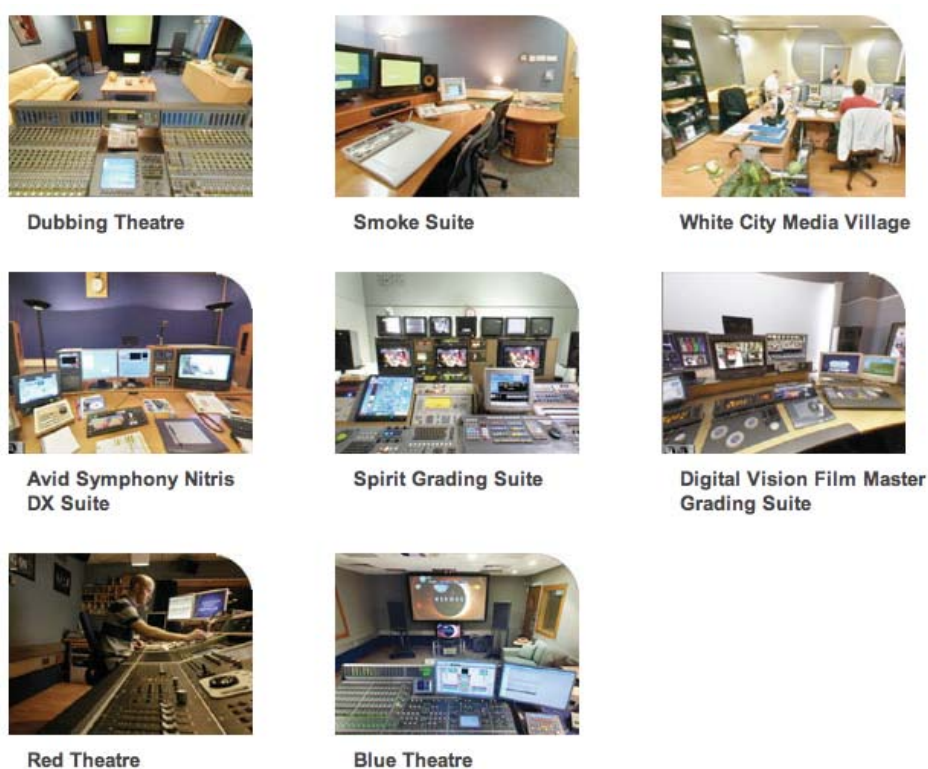 Dubbing Theatre
Smoke Suite
White City Media Village
Avid Symphony Nitris
DX Suite
Spirit Grading Suite
Digital Vision Film Master
Grading Suite
Red Theatre
Blue Theatre